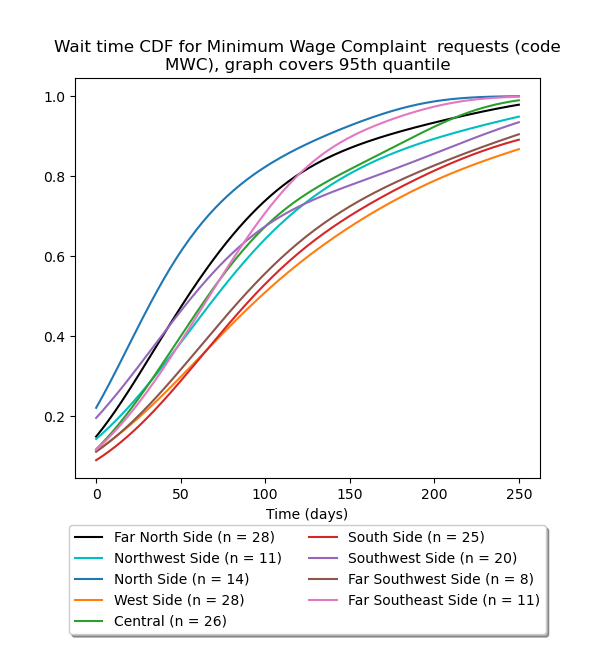 Wait time CDF for Minimum Wage Complaint  requests (code
MWC), graph covers 95th quantile
1.0
0.8
0.6
0.4
0.2
0 50 100 150 200 250
Time (days)
Far North Side (n = 28)
Northwest Side (n = 11)
North Side (n = 14)
West Side (n = 28)
Central (n = 26)
South Side (n = 25)
Southwest Side (n = 20)
Far Southwest Side (n = 8)
Far Southeast Side (n = 11)